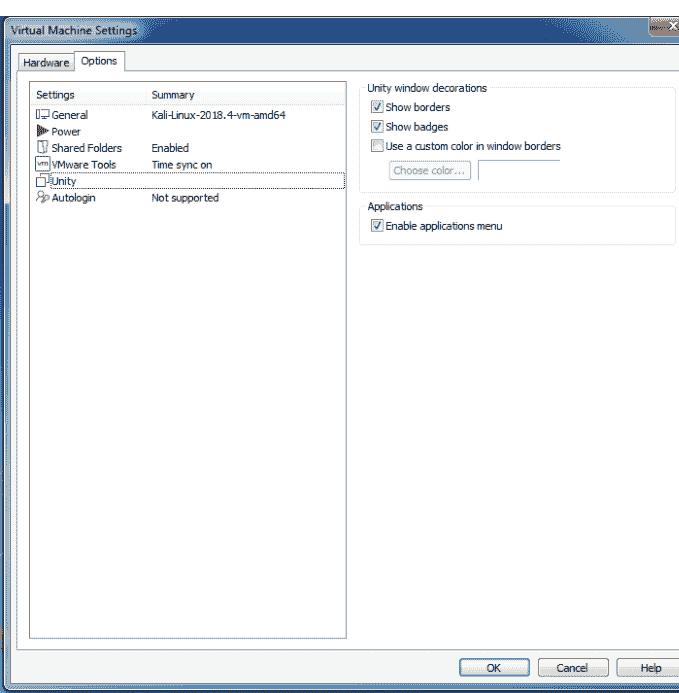 Virtual Machine Settings
Hardware Options
Settings Summary
General Kali-Linux-2018.4-vm-amd64
Power
Shared Folders Enabled
vm VMware Tools Time sync on
Unity
Autologin Not supported
Unity window decorations
Show borders
Show badges
Use a custom color in window borders
Choose color...
Applications
Enable applications menu
OK Cancel Help